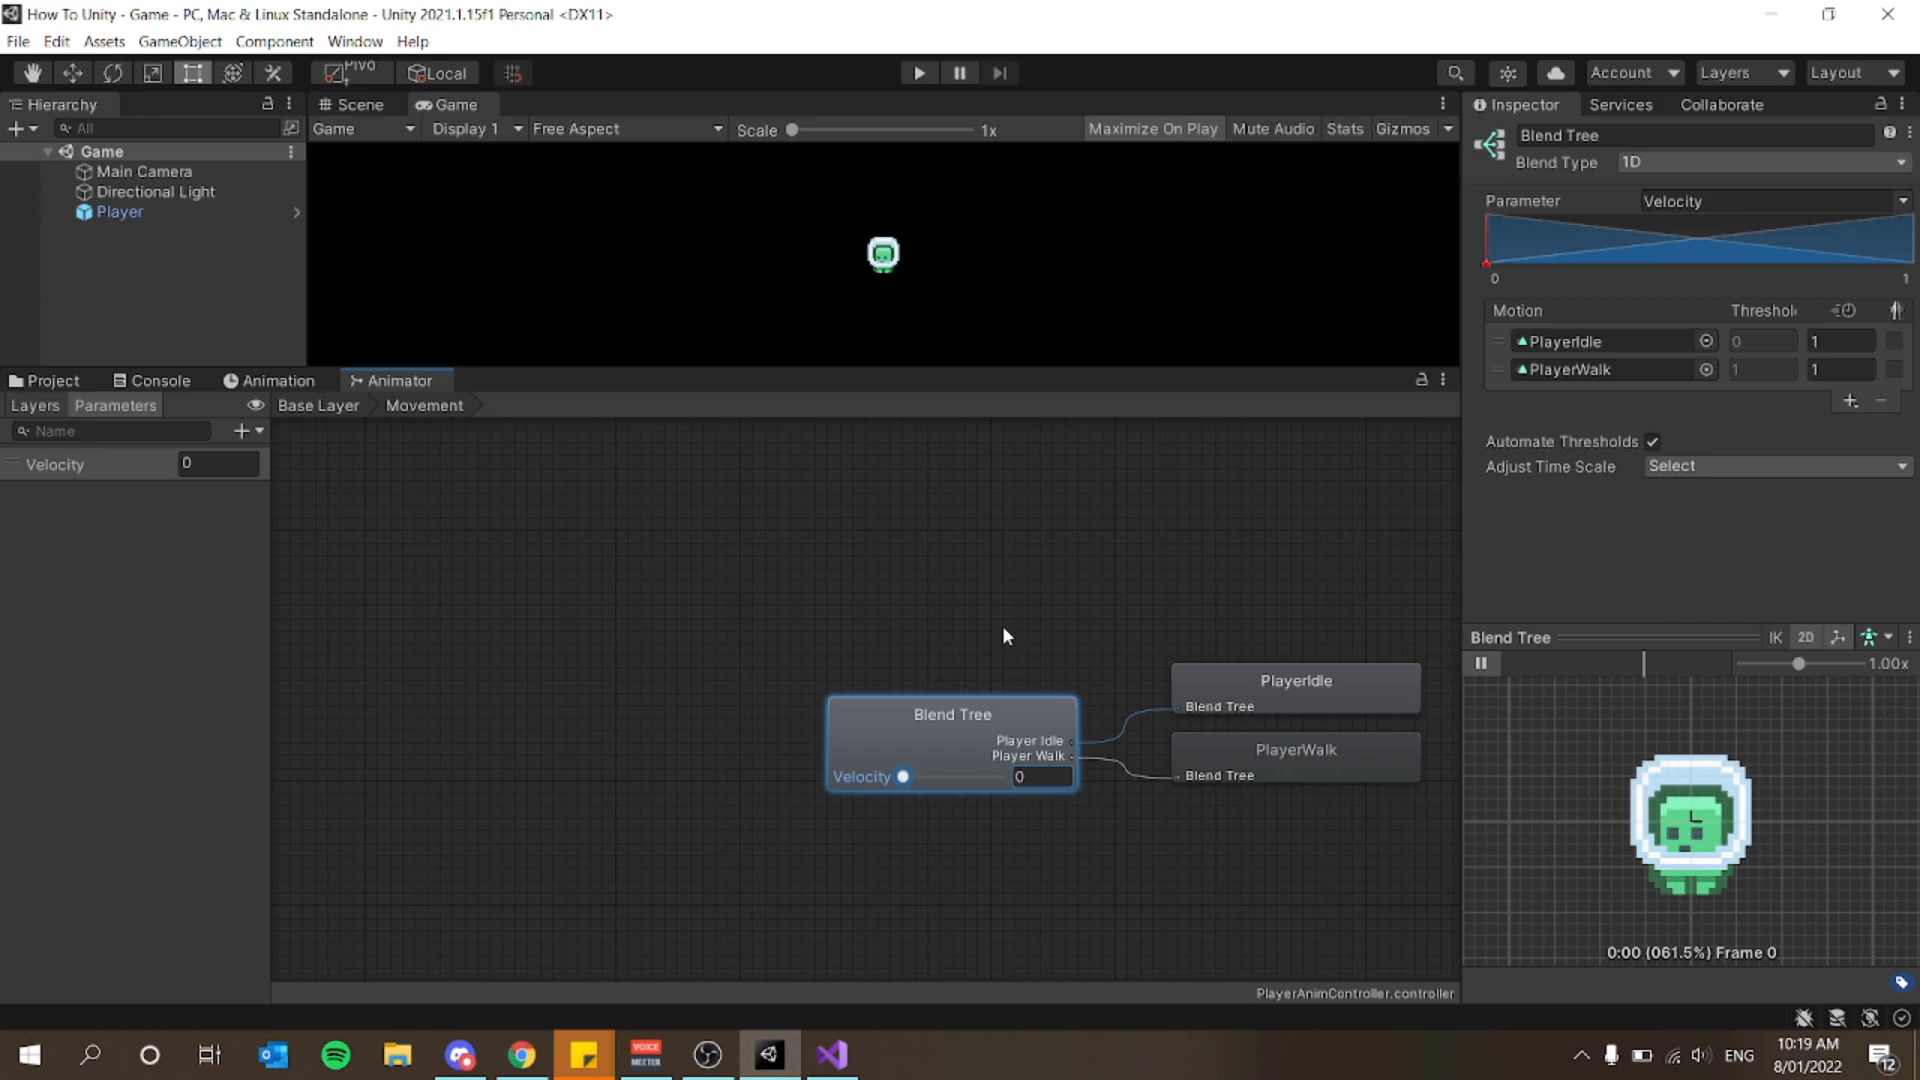 How To Unity - Game - PC, Mac & Linux Standalone - Unity 2021.1.15f1 Personal <DX11>
File Edit Assets GameObject Component Window Help
Pivot Local Account Layers Layout
Hierarchy Scene Game Inspector Services Collaborate
All Game Display 1 Free Aspect Scale 1x Maximize On Play Mute Audio Stats Gizmos Blend Tree
Game
Blend Type 1D
Main Camera
Directional Light
Player
Parameter Velocity
0 1
Motion Threshol
PlayerIdle 0 1
PlayerWalk 1 1
Project Console Animation Animator
Layers Parameters Base Layer Movement
Name
Automate Thresholds
Velocity 0
Adjust Time Scale Select
Blend Tree IK 2D
1.00x
PlayerIdle
Blend Tree
Blend Tree
Player Idle
Player Walk
Velocity 0
PlayerWalk
Blend Tree
0:00 (061.5%) Frame 0
PlayerAnimController.controller
VOICE
MEETER
ENG
10:19 AM
8/01/2022
12